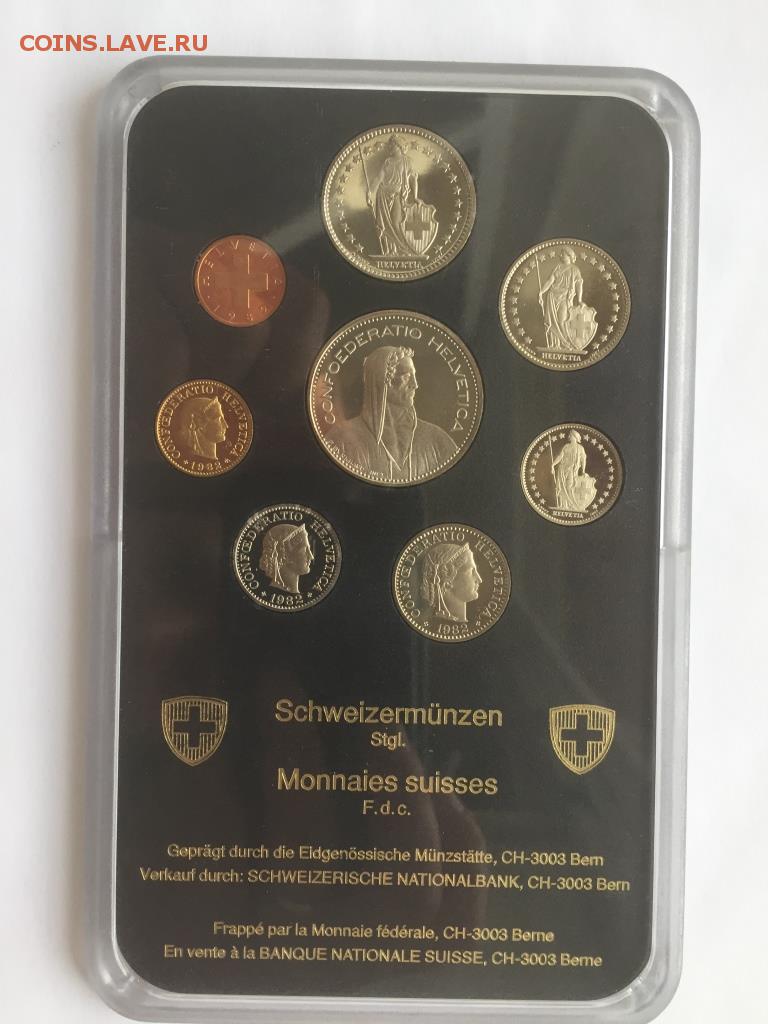 COINS.LAVE.RU
HELVETIA
HELVETIA
1982
HELVETIA
CONFOEDERATIO HELVETICA
CONFŒDERATIO HELVETICA
*1982*
HELVETIA
CONFŒDERATIO HELVETICA
*1982*
CONFŒDERATIO HELVETICA
*1982*
Schweizermünzen
Stgl.
Monnaies suisses
F.d.c.
Geprägt durch die Eidgenössische Münzstätte, CH-3003 Bern
Verkauf durch: SCHWEIZERISCHE NATIONALBANK, CH-3003 Bern
Frappé par la Monnaie fédérale, CH-3003 Berne
En vente à la BANQUE NATIONALE SUISSE, CH-3003 Berne